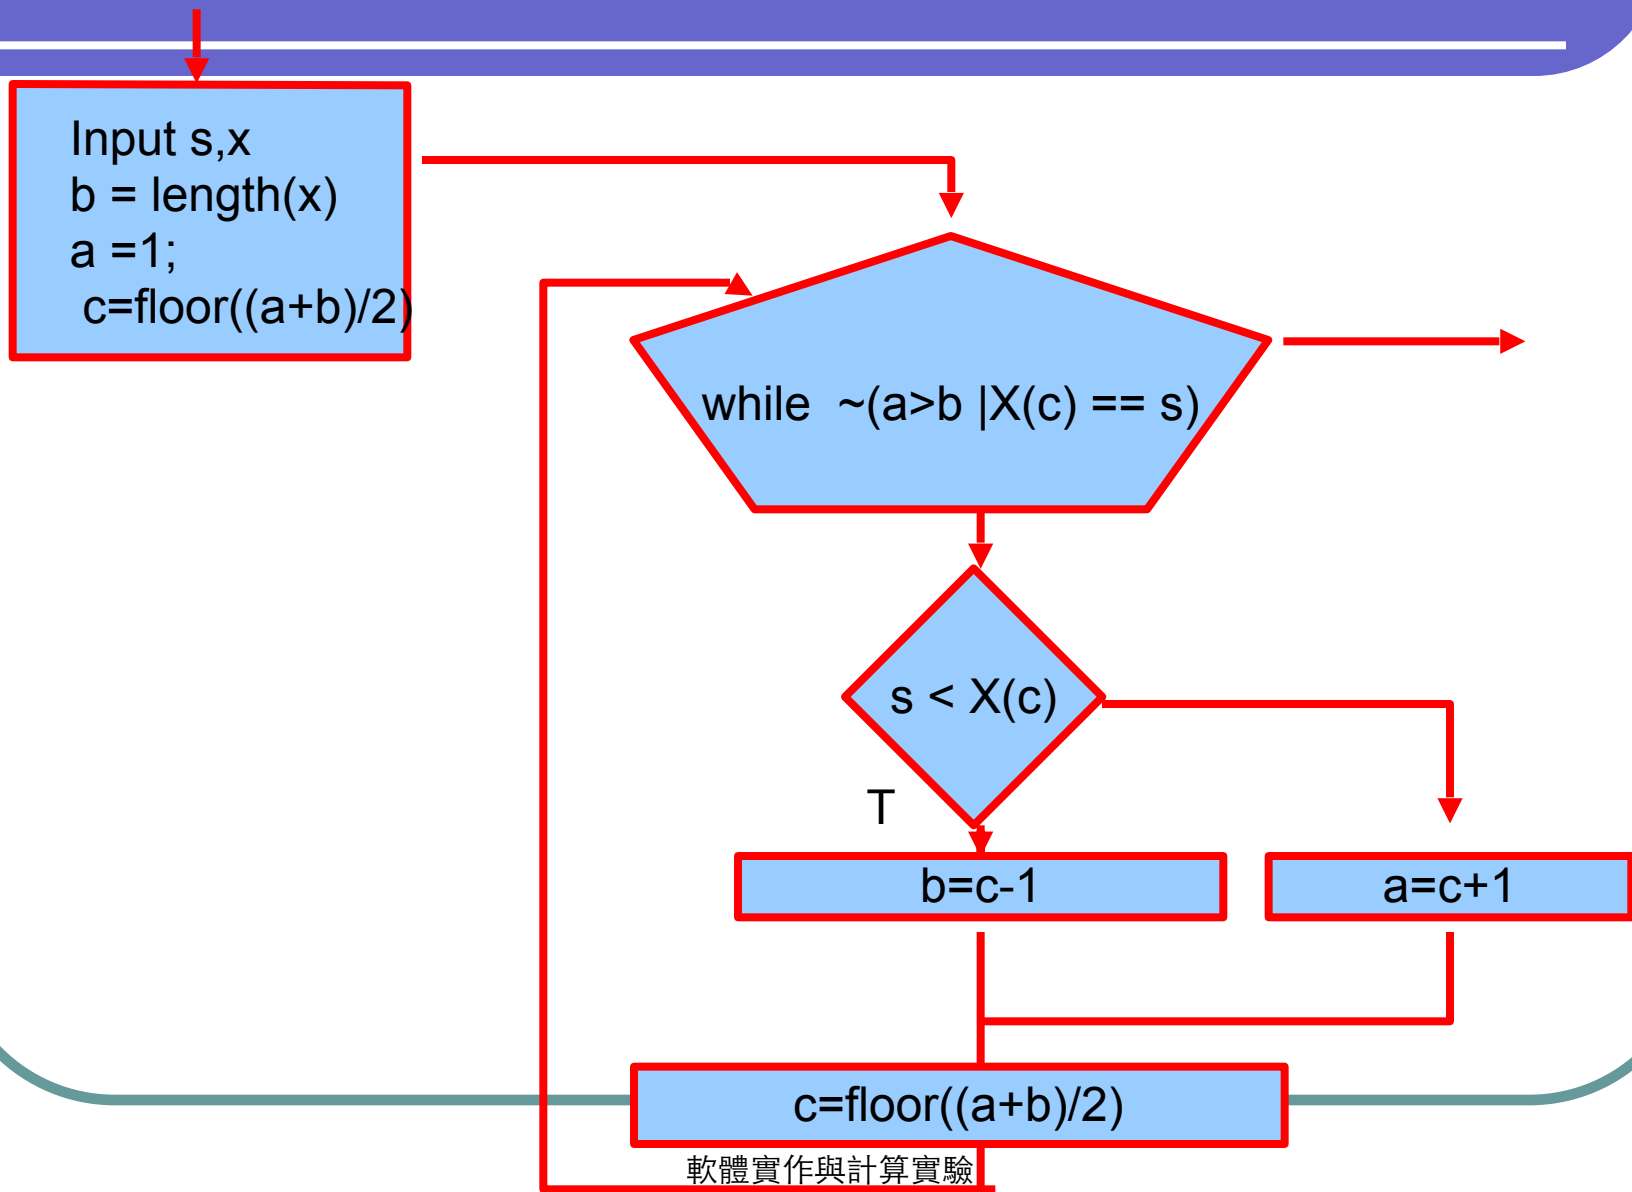 Input s,x
b = length(x)
a =1;
c=floor((a+b)/2)
while ~(a>b |X(c) == s)
s < X(c)
T
b=c-1
a=c+1
c=floor((a+b)/2)
軟體實作與計算實驗